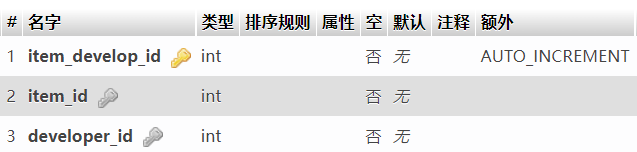 # 名字 类型 排序规则 属性 空 默认 注释 额外
1 item_develop_id int 否 无 AUTO_INCREMENT
2 item_id int 否 无
3 developer_id int 否 无